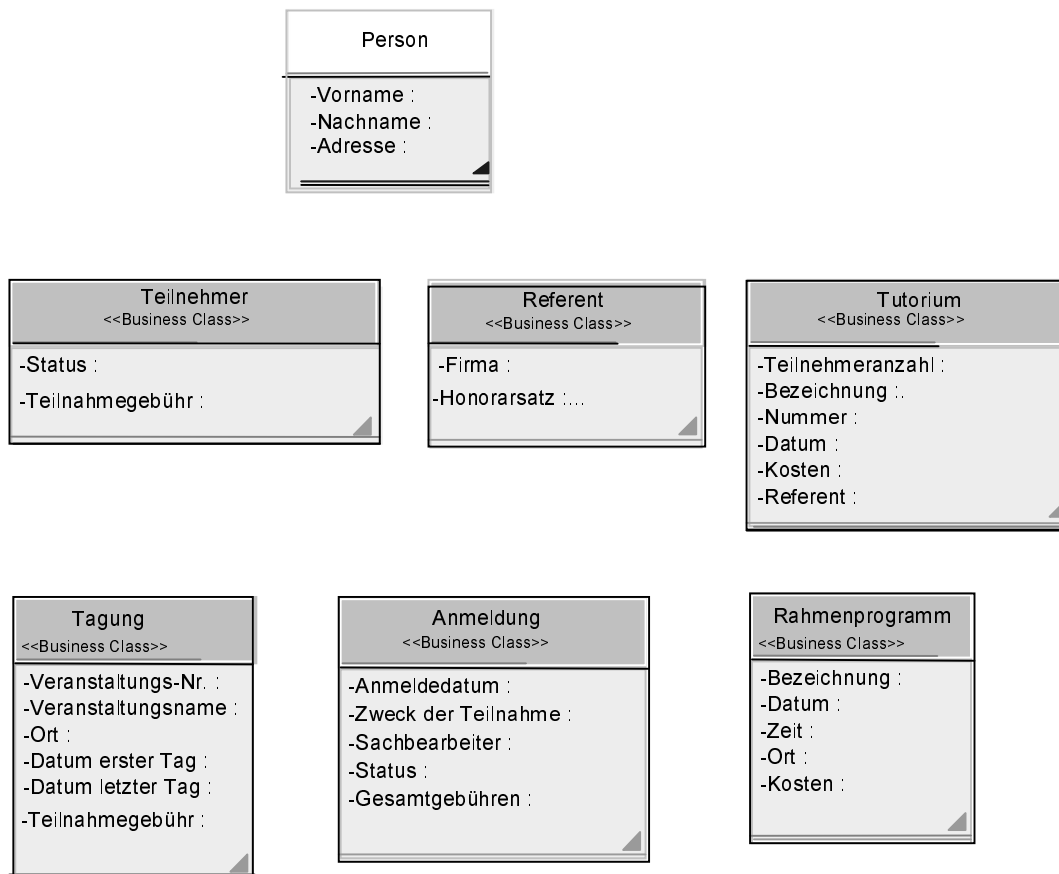 Person
-Vorname :
-Nachname :
-Adresse :
Teilnehmer
<<Business Class>>
-Status :
-Teilnahmegebühr :
Referent
<<Business Class>>
-Firma :
-Honorarsatz :...
Tutorium
<<Business Class>>
-Teilnehmeranzahl :
-Bezeichnung :.
-Nummer :
-Datum :
-Kosten :
-Referent :
Tagung
<<Business Class>>
-Veranstaltungs-Nr. :
-Veranstaltungsname :
-Ort :
-Datum erster Tag :
-Datum letzter Tag :
-Teilnahmegebühr :
Anmeldung
<<Business Class>>
-Anmeldedatum :
-Zweck der Teilnahme :
-Sachbearbeiter :
-Status :
-Gesamtgebühren :
Rahmenprogramm
<<Business Class>>
-Bezeichnung :
-Datum :
-Zeit :
-Ort :
-Kosten :